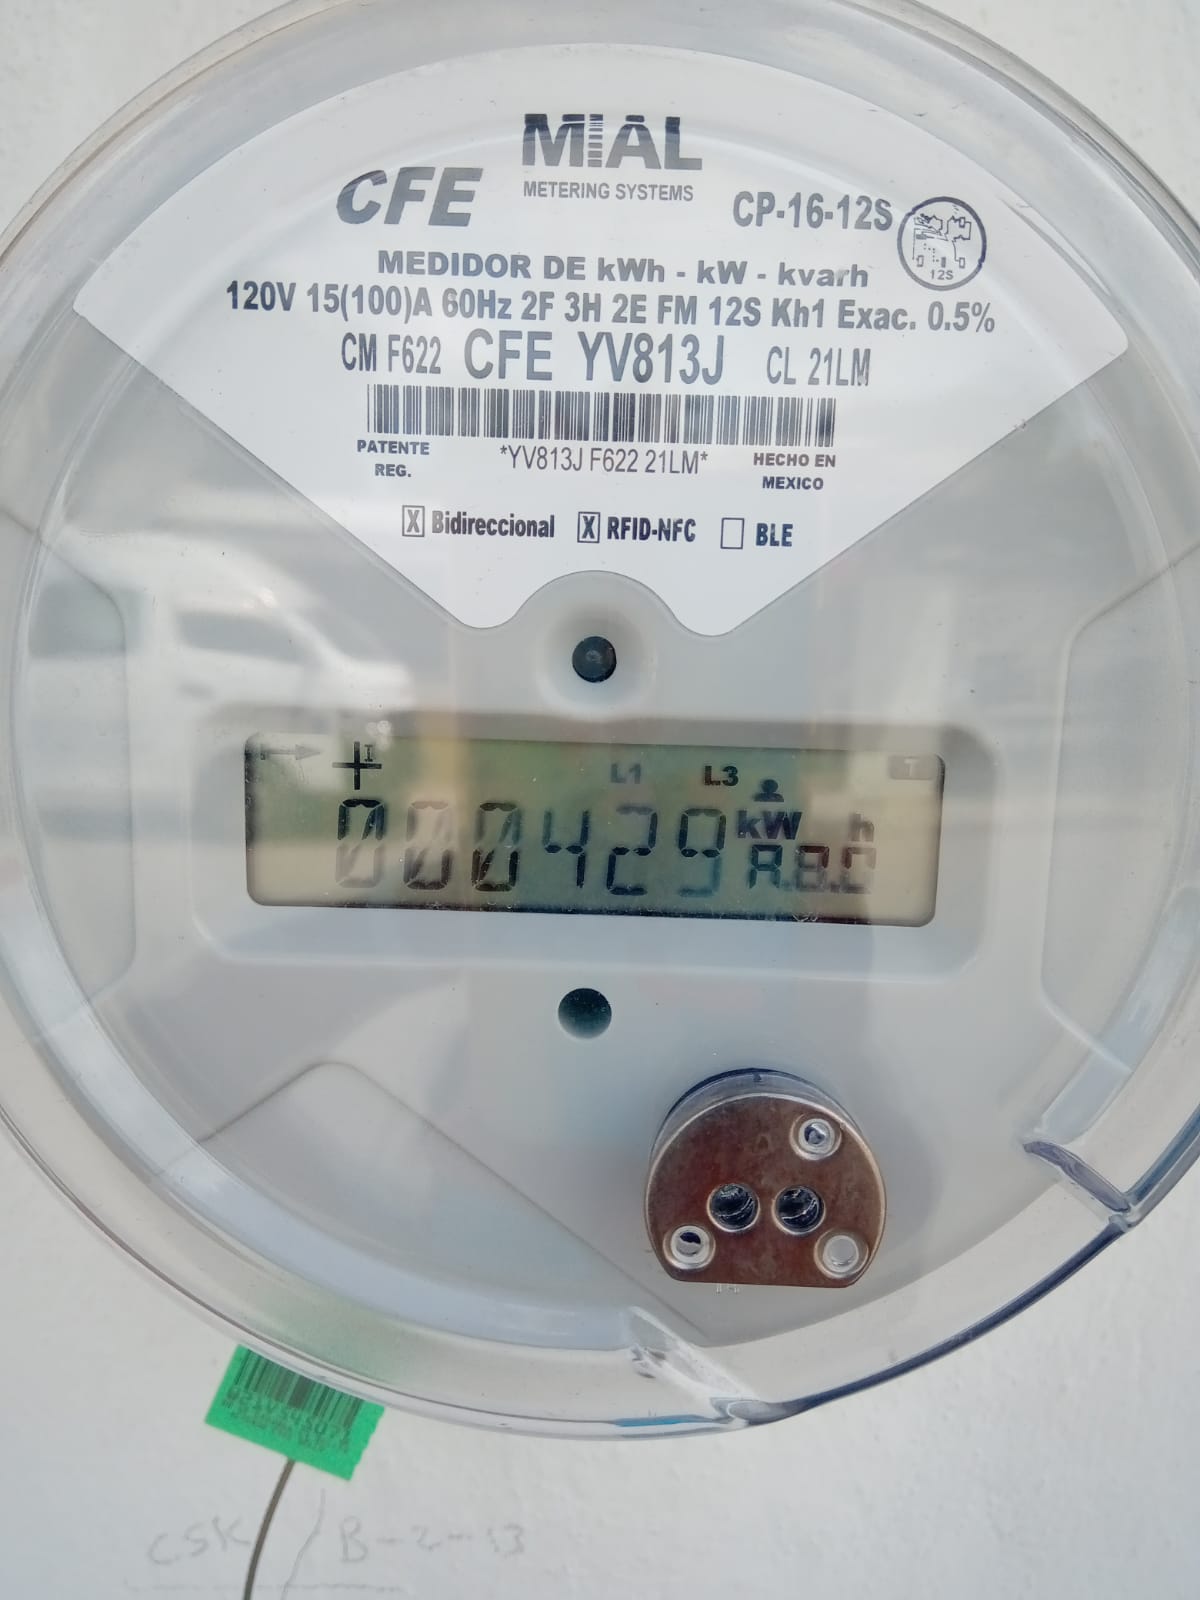 MIAL
METERING SYSTEMS
CFE
CP-16-12S
12S
MEDIDOR DE kWh - kW - kvarh
120V 15(100)A 60Hz 2F 3H 2E FM 12S Kh1 Exac. 0.5%
CM F622 CFE YV813J CL 21LM
PATENTE REG.
*YV813J F622 21LM*
HECHO EN MEXICO
X Bidireccional X RFID-NFC BLE
L1 L3 T
000429 kW h
A.B.0
CSK / B-2-13